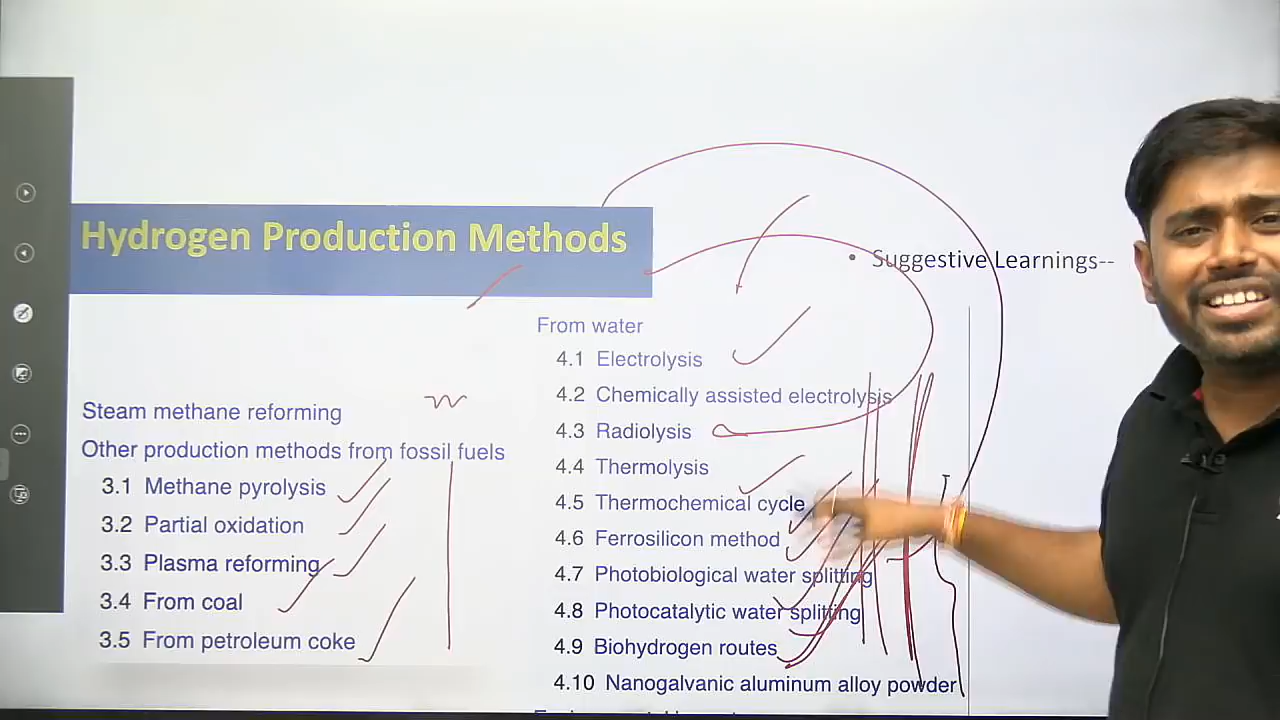 Hydrogen Production Methods
Steam methane reforming
Other production methods from fossil fuels
3.1 Methane pyrolysis
3.2 Partial oxidation
3.3 Plasma reforming
3.4 From coal
3.5 From petroleum coke
• Suggestive Learnings--
From water
4.1 Electrolysis
4.2 Chemically assisted electrolysis
4.3 Radiolysis
4.4 Thermolysis
4.5 Thermochemical cycle
4.6 Ferrosilicon method
4.7 Photobiological water splitting
4.8 Photocatalytic water splitting
4.9 Biohydrogen routes
4.10 Nanogalvanic aluminum alloy powder